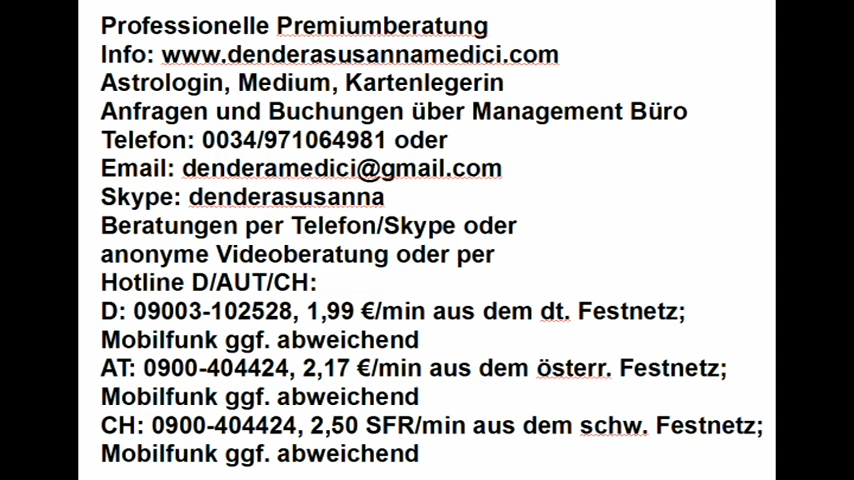 Professionelle Premiumberatung
Info: www.denderasusannamedici.com
Astrologin, Medium, Kartenlegerin
Anfragen und Buchungen über Management Büro
Telefon: 0034/971064981 oder
Email: denderamedici@gmail.com
Skype: denderasusanna
Beratungen per Telefon/Skype oder
anonyme Videoberatung oder per
Hotline D/AUT/CH:
D: 09003-102528, 1,99 €/min aus dem dt. Festnetz;
Mobilfunk ggf. abweichend
AT: 0900-404424, 2,17 €/min aus dem österr. Festnetz;
Mobilfunk ggf. abweichend
CH: 0900-404424, 2,50 SFR/min aus dem schw. Festnetz;
Mobilfunk ggf. abweichend